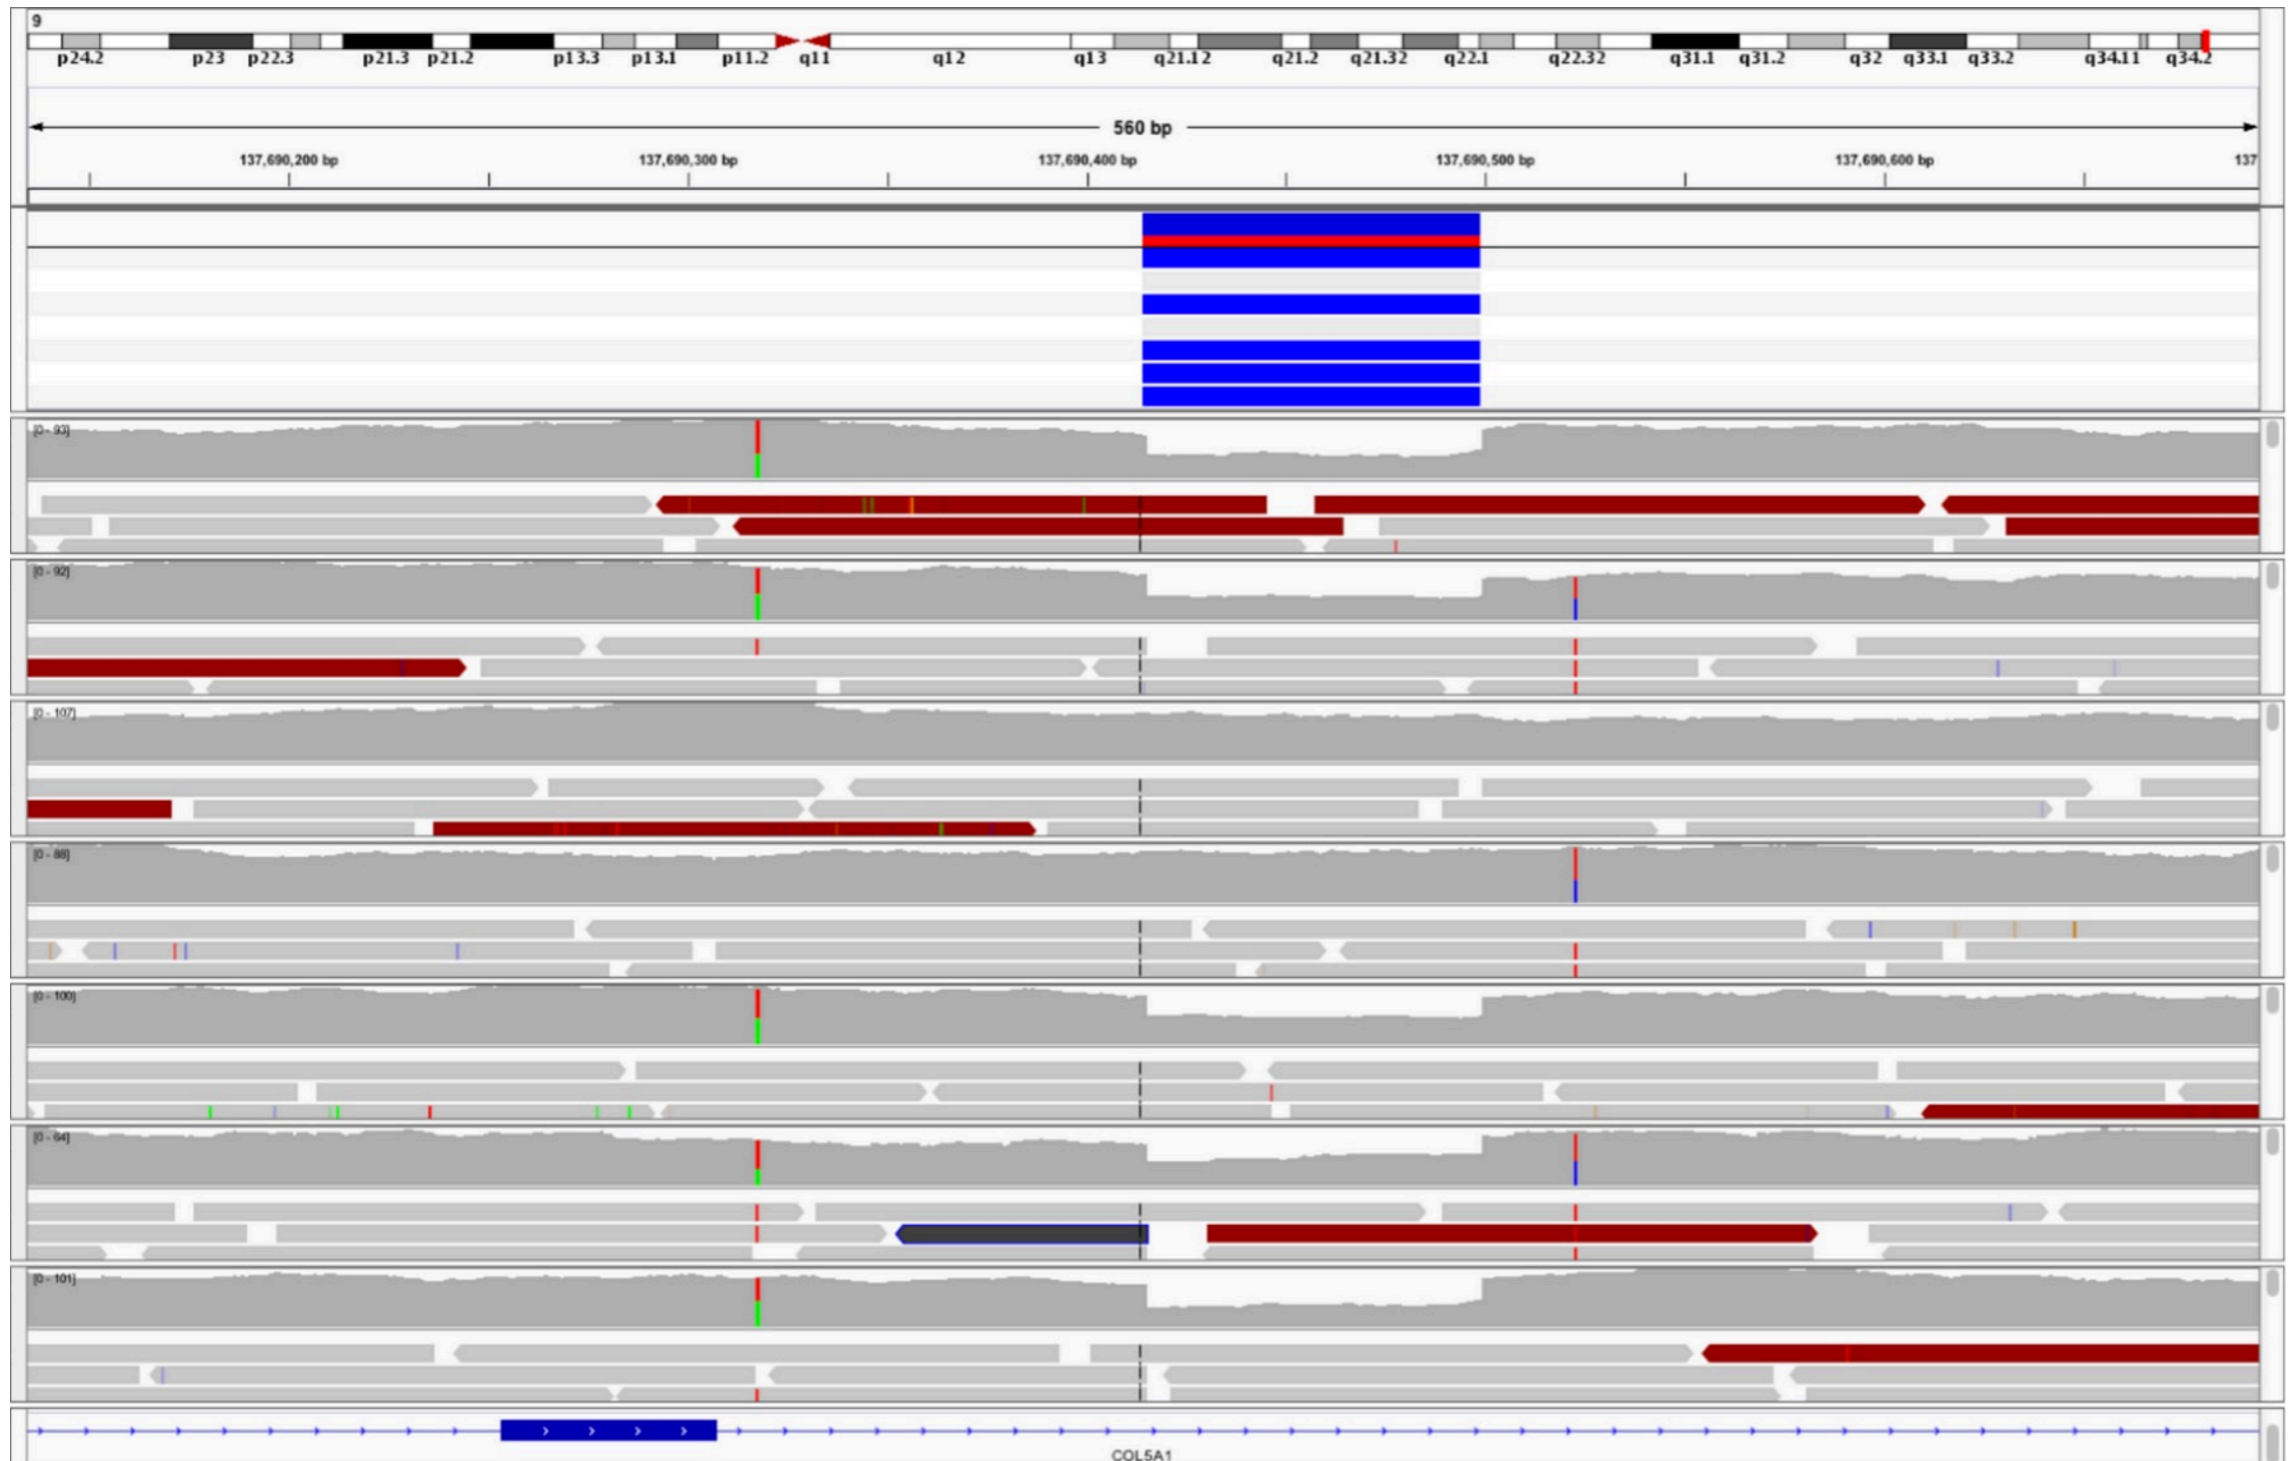 9
p24.2 p23 p22.3 p21.3 p21.2 p13.3 p13.1 p11.2 q11 q12 q13 q21.12 q21.2 q21.32 q22.1 q22.32 q31.1 q31.2 q32 q33.1 q33.2 q34.11 q34.2
560 bp
137,690,200 bp 137,690,300 bp 137,690,400 bp 137,690,500 bp 137,690,600 bp 137
[0 - 93]
[0 - 92]
[0 - 107]
[0 - 88]
[0 - 100]
[0 - 64]
[0 - 101]
COL5A1